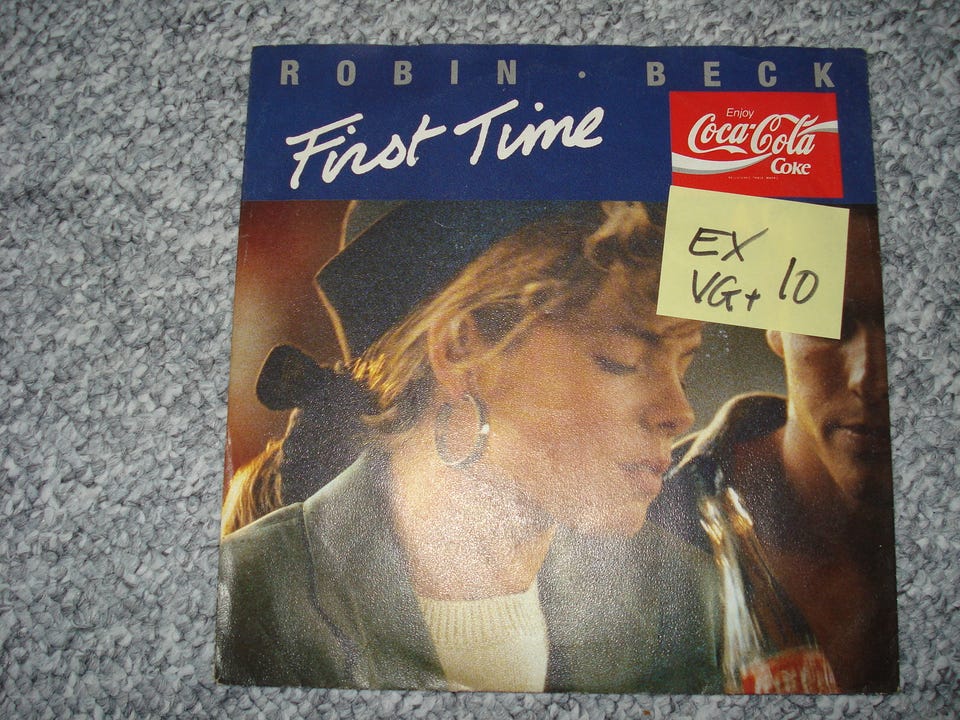 ROBIN · BECK
First Time
Enjoy
Coca-Cola
Coke
EX
VG+ 10